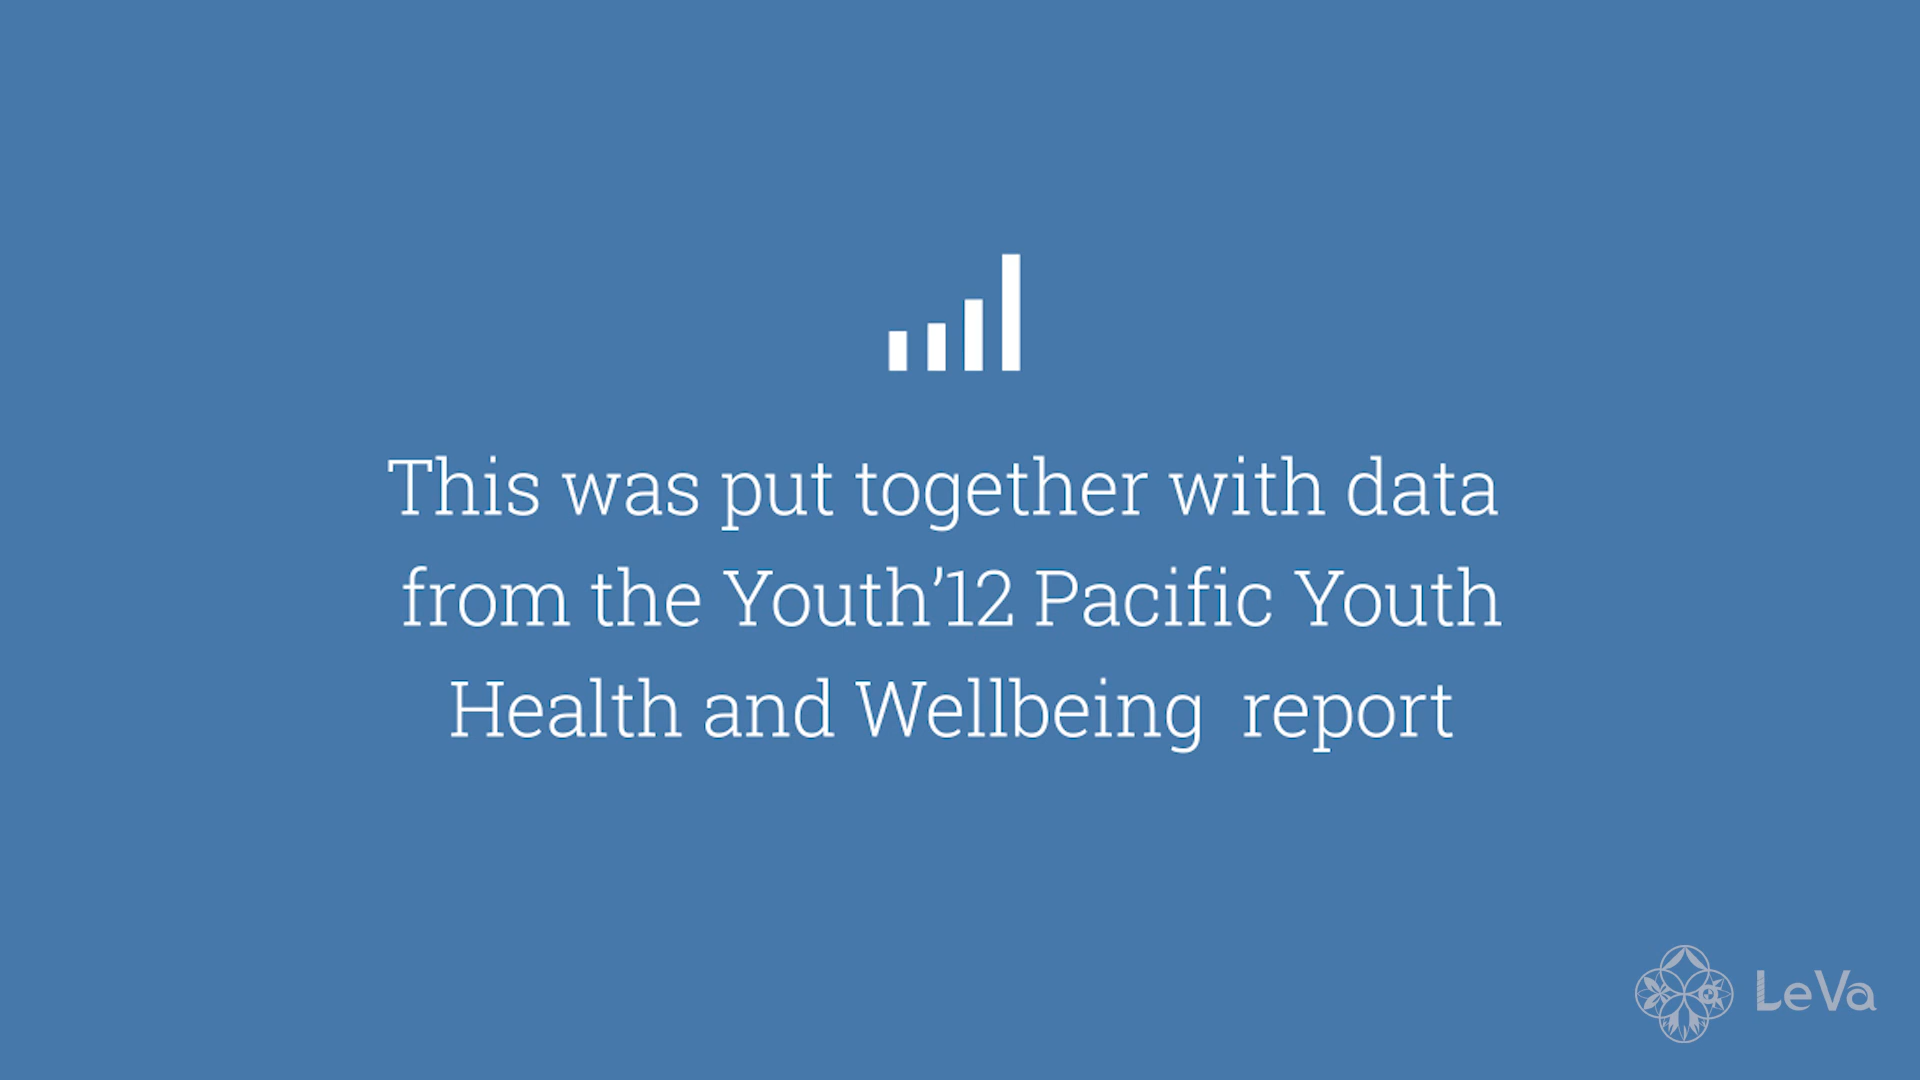 This was put together with data
from the Youth’12 Pacific Youth
Health and Wellbeing  report
LeVa